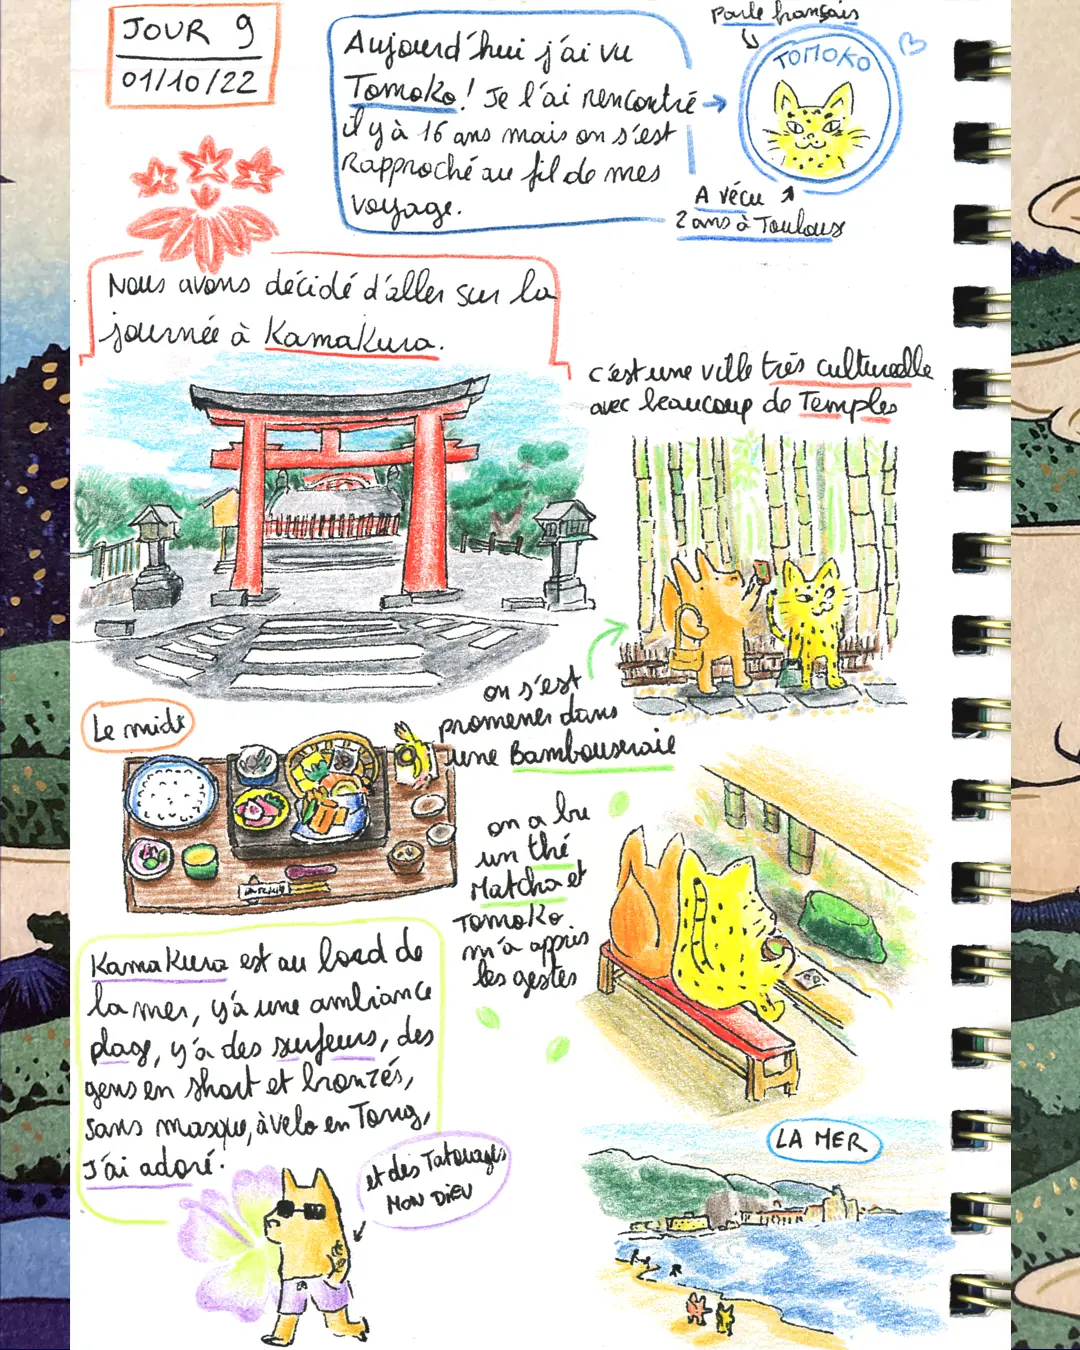 JOUR 9
01/10/22
Aujourd'hui j'ai vu
Tomoko! Je l'ai rencontré
il y à 16 ans mais on s'est
Rapproché au fil de mes
voyage.
Parle français
TOMOKO
A vécu
2 ans à Toulouse
Nous avons décidé d'aller sur la
journée à Kamakura.
c'est une ville très culturelle
avec beaucoup de Temples
on s'est
promener dans
une Bambouseraie
Le midi
on a bu
un thé
Matcha et
Tomoko
m'a appris
les gestes
Kamakura est au bord de
la mer, y'a une ambiance
plage, y'a des surfeurs, des
gens en short et bronzés,
sans masque, à vélo en Tong,
J'ai adoré.
et des Tatouages
MON DIEU
LA MER